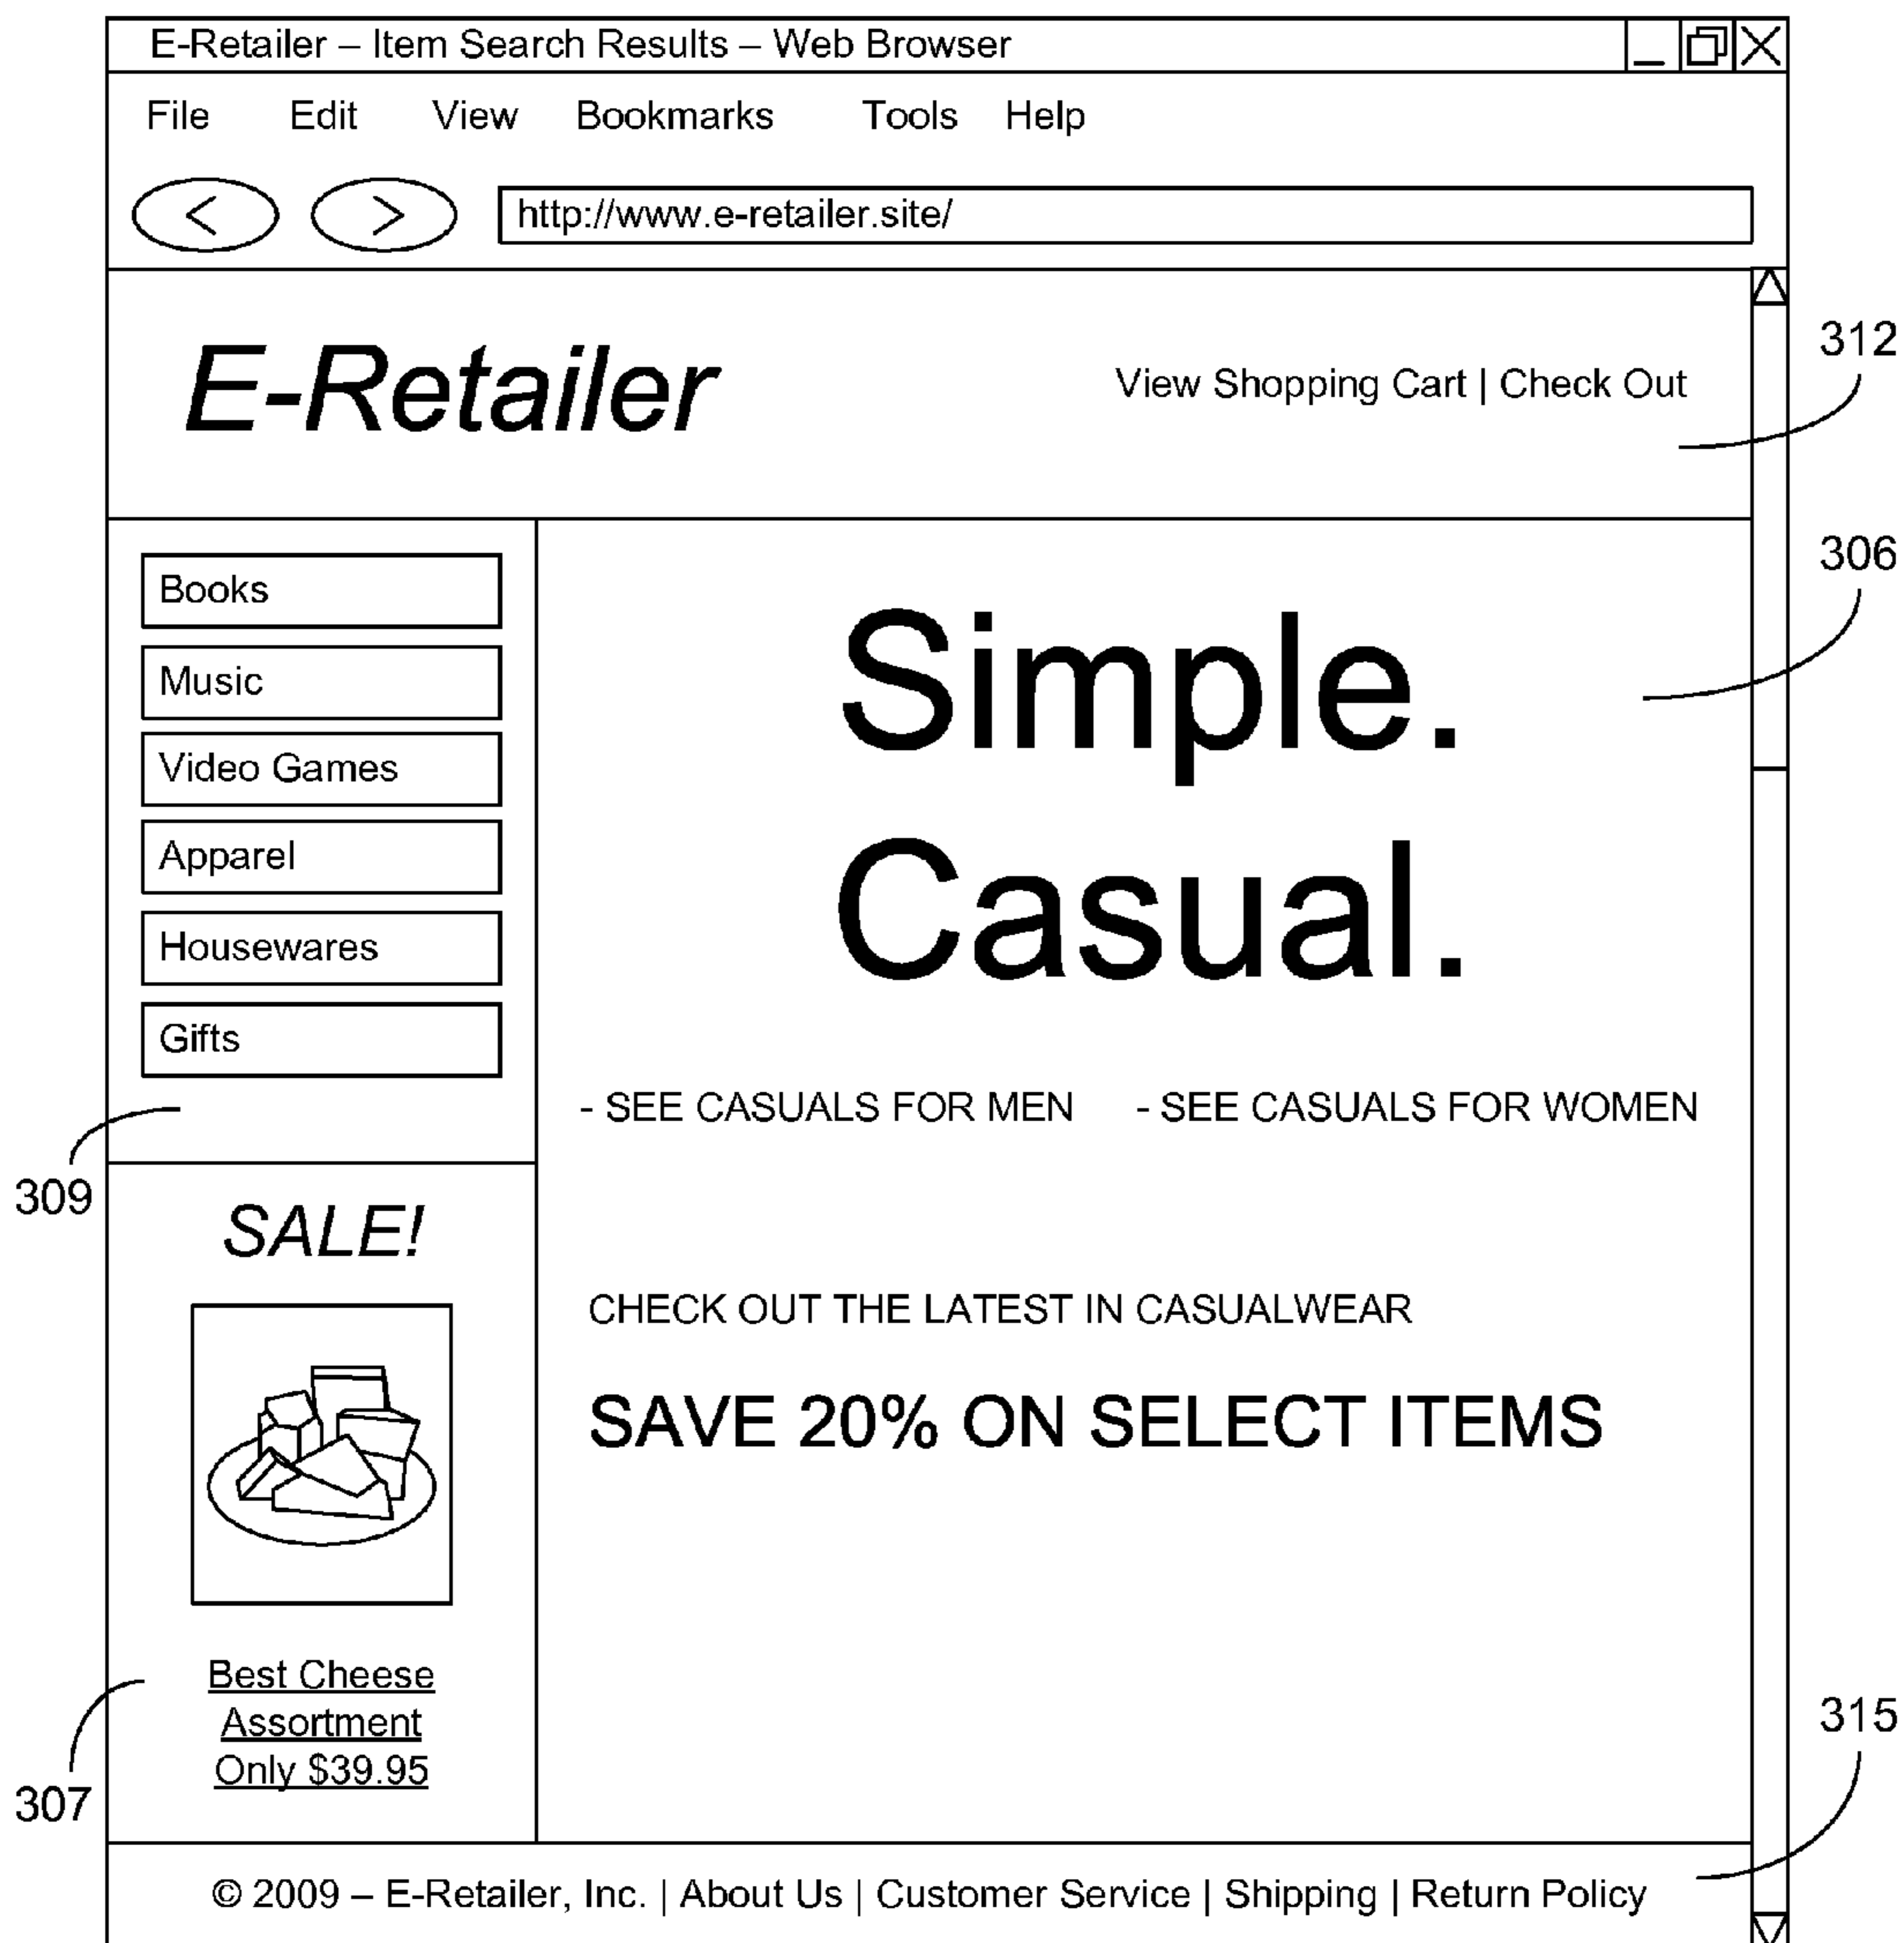 E-Retailer – Item Search Results – Web Browser
File Edit View Bookmarks Tools Help
< > http://www.e-retailer.site/
E-Retailer
View Shopping Cart | Check Out
312
306
Books
Music
Video Games
Apparel
Housewares
Gifts
309
Simple.
Casual.
- SEE CASUALS FOR MEN - SEE CASUALS FOR WOMEN
CHECK OUT THE LATEST IN CASUALWEAR
SAVE 20% ON SELECT ITEMS
SALE!
Best Cheese
Assortment
Only $39.95
307
315
© 2009 – E-Retailer, Inc. | About Us | Customer Service | Shipping | Return Policy